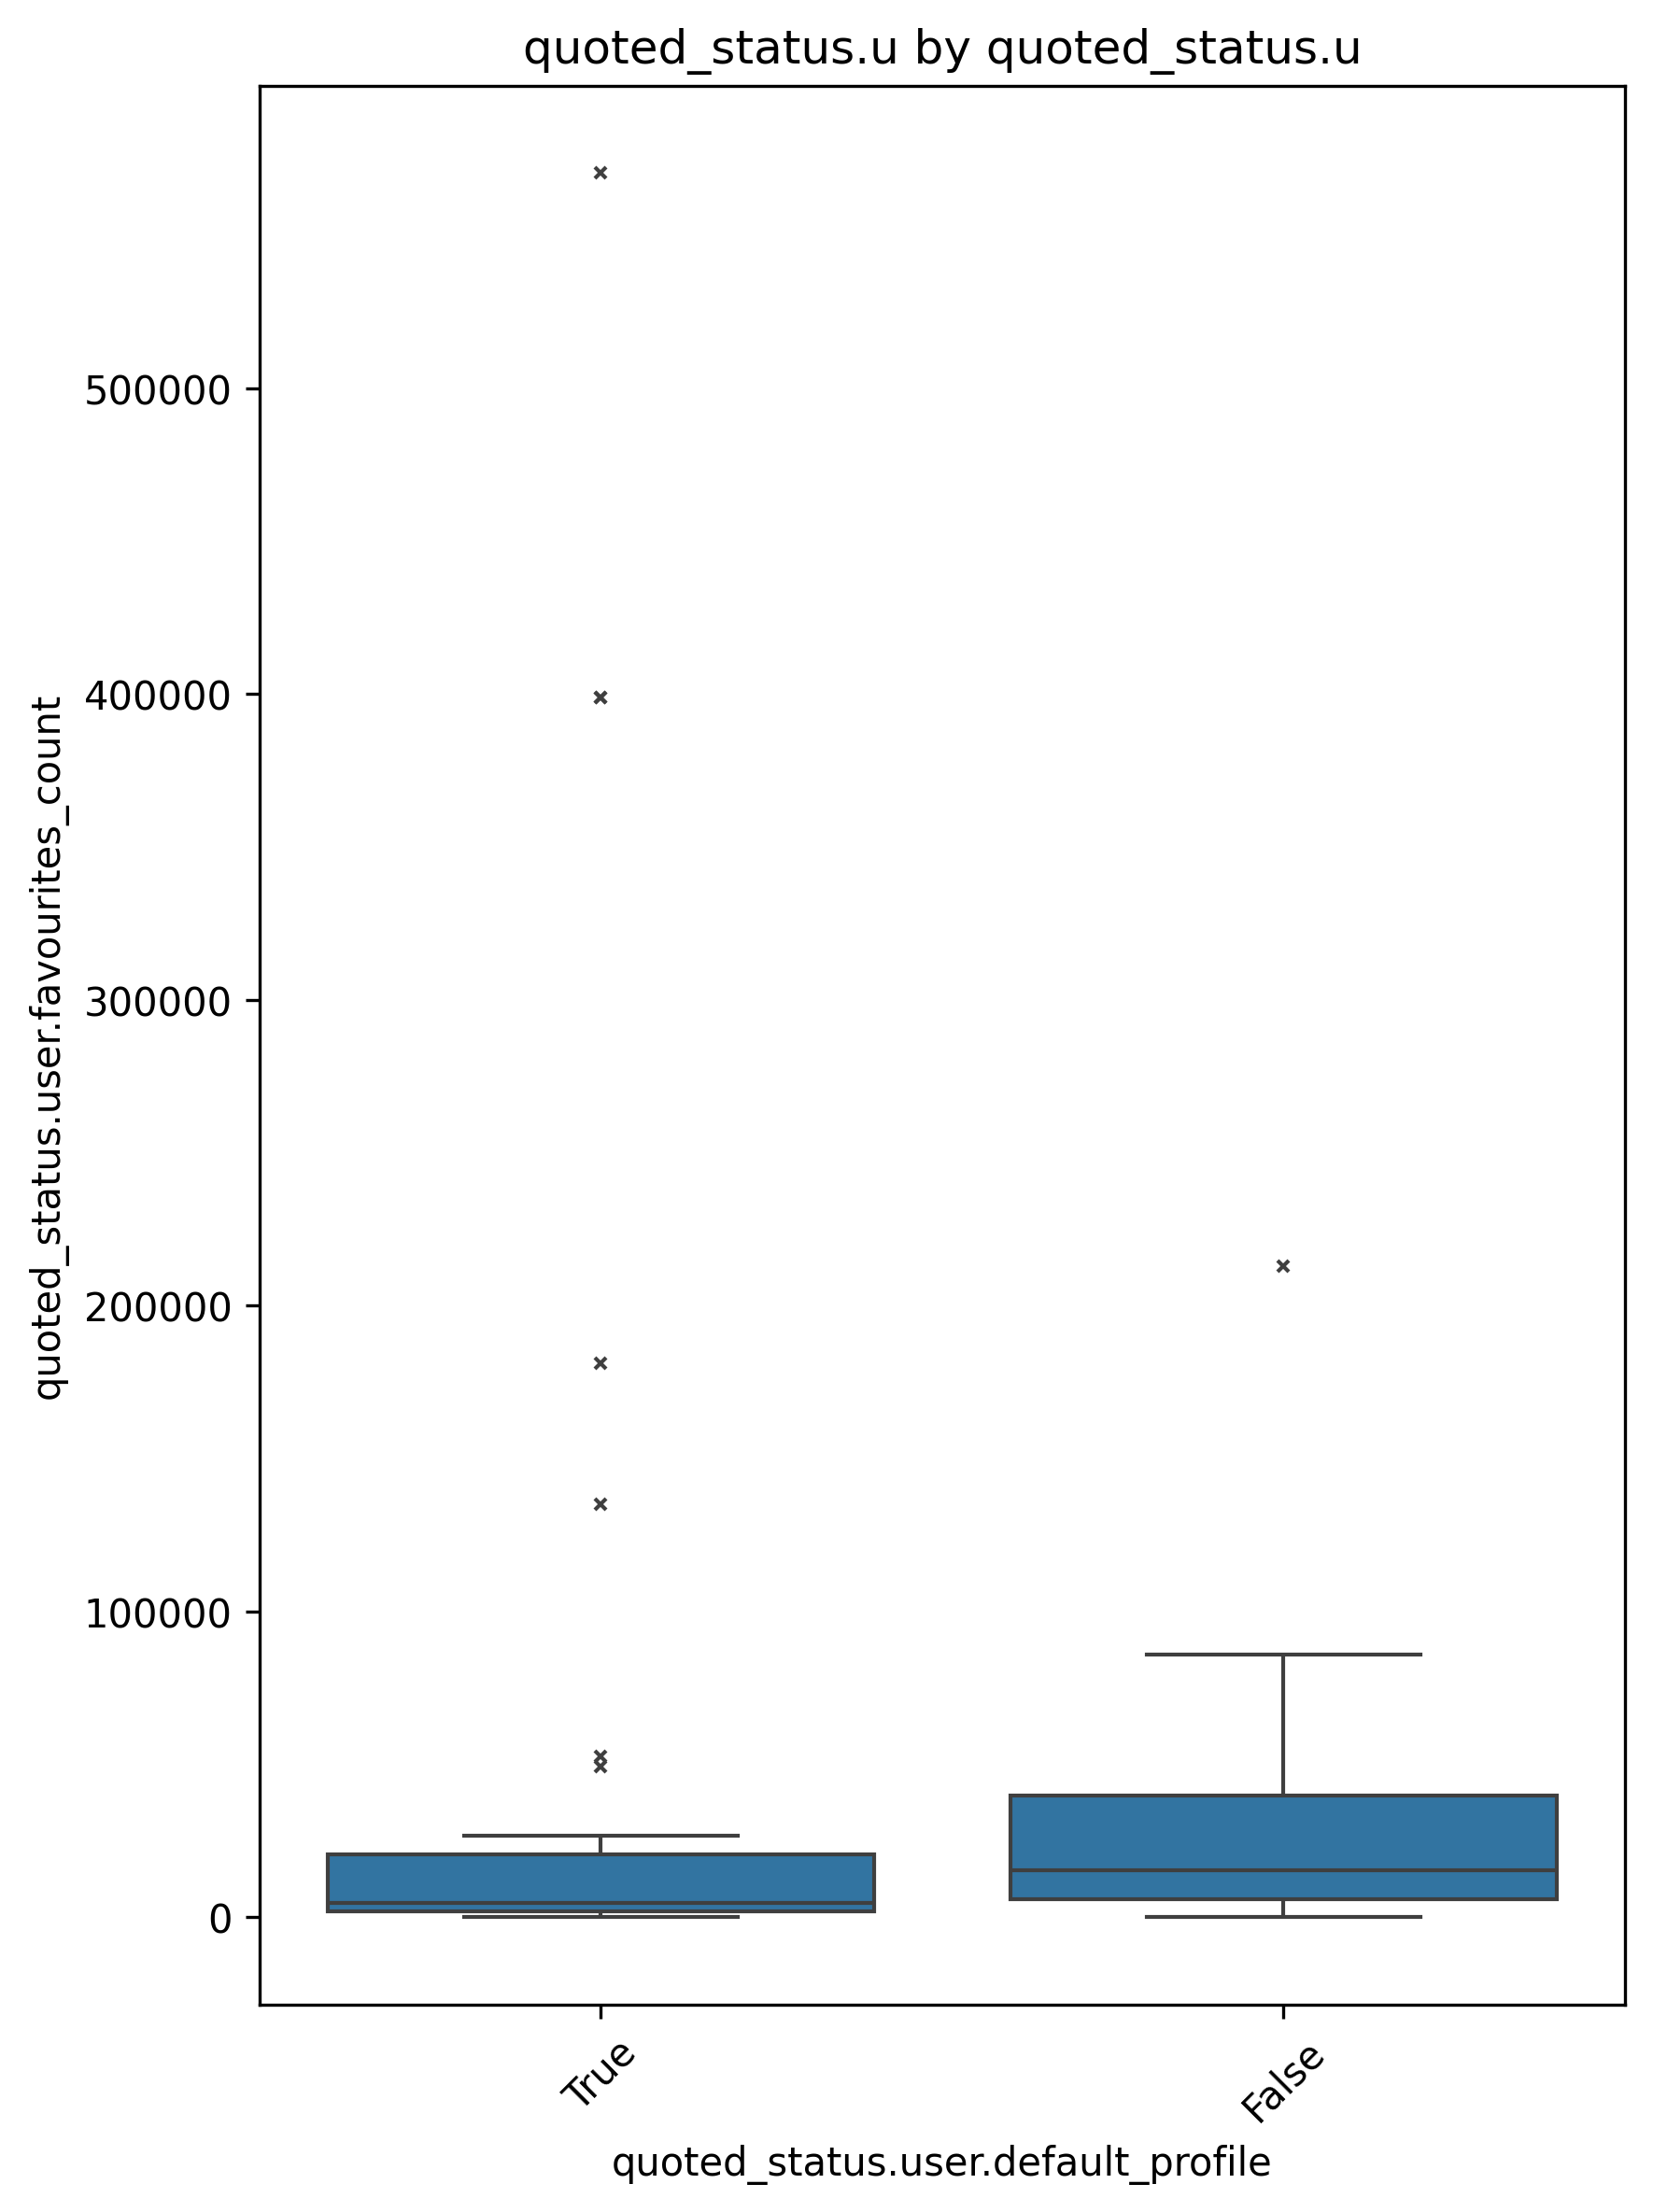 quoted_status.u by quoted_status.u
quoted_status.user.favourites_count
500000
400000
300000
200000
100000
0
True
False
quoted_status.user.default_profile